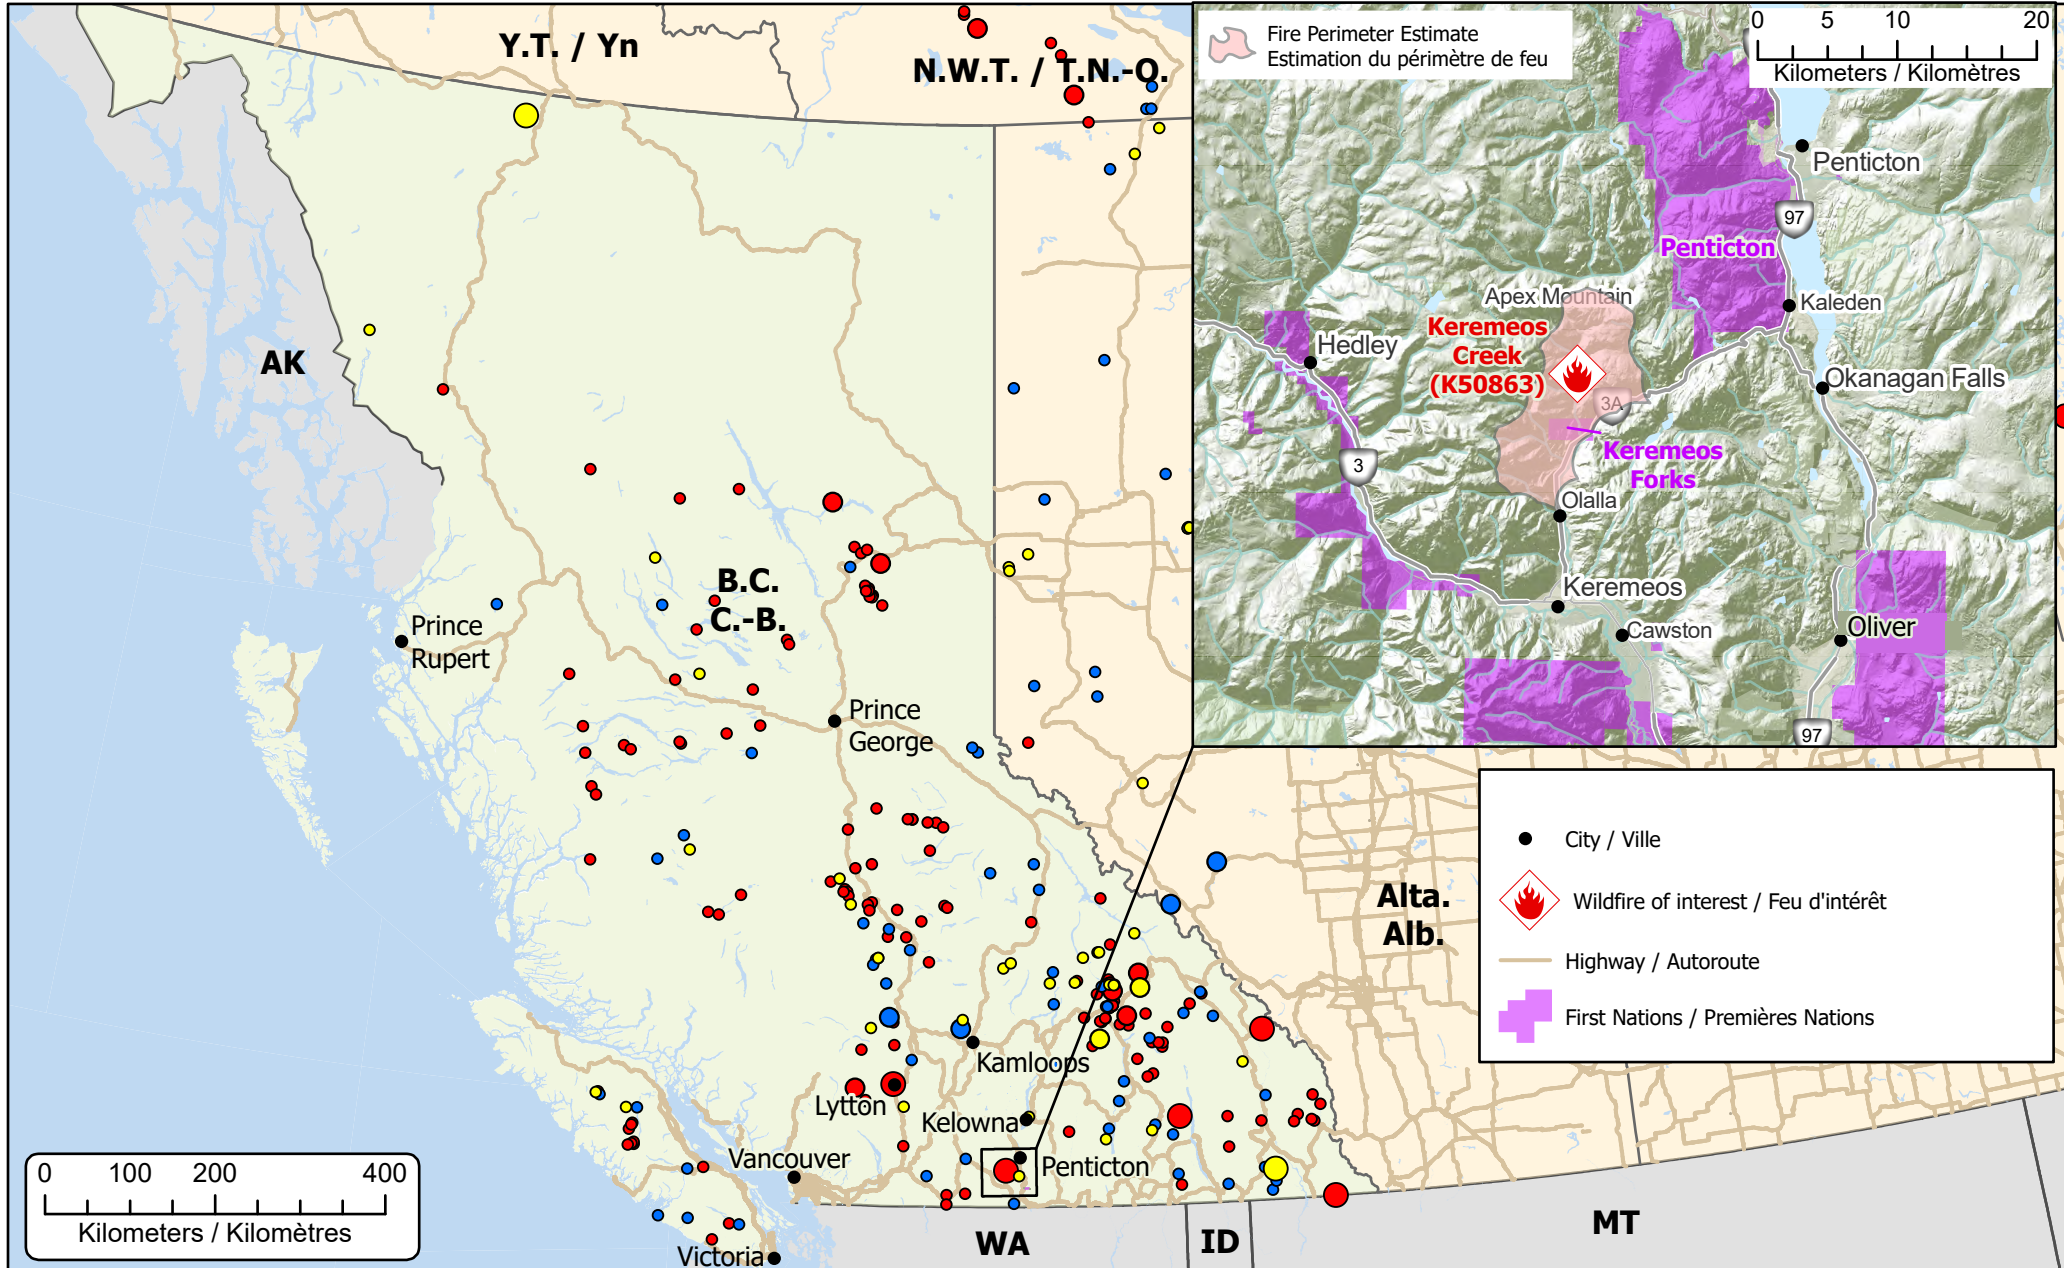 Y.T. / Yn
N.W.T. / T.N.-O.
AK
B.C.
C.-B.
Prince
Rupert
Prince
George
Alta.
Alb.
Kamloops
Lytton
Kelowna
Penticton
Vancouver
Victoria
WA
ID
MT
0 100 200 400
Kilometers / Kilomètres
Fire Perimeter Estimate
Estimation du périmètre de feu
0 5 10 20
Kilometers / Kilomètres
Penticton
97
Penticton
Apex Mountain
Kaleden
Keremeos
Creek
(K50863)
Hedley
Okanagan Falls
3A
Keremeos
Forks
3
Olalla
Keremeos
Cawston
Oliver
97
City / Ville
Wildfire of interest / Feu d'intérêt
Highway / Autoroute
First Nations / Premières Nations